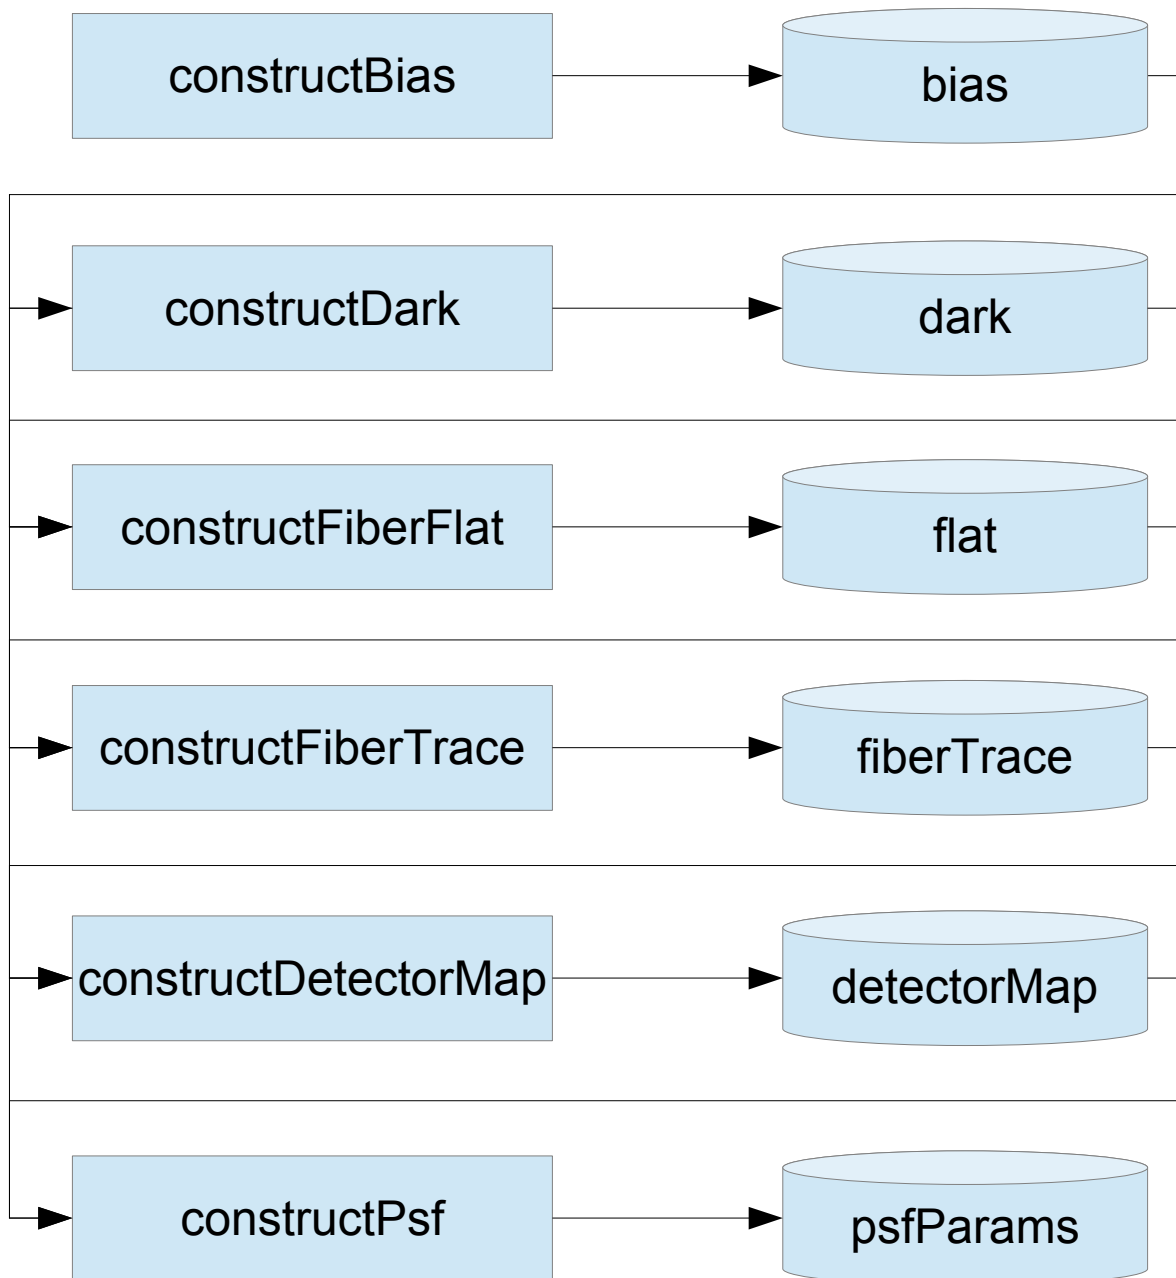 constructBias
bias
constructDark
dark
constructFiberFlat
flat
constructFiberTrace
fiberTrace
constructDetectorMap
detectorMap
constructPsf
psfParams